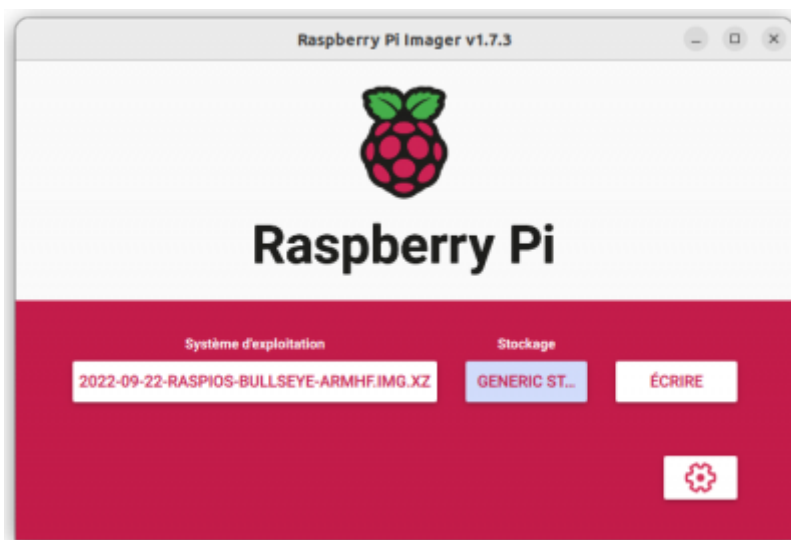 Raspberry Pi Imager v1.7.3
Raspberry Pi
Système d'exploitation
Stockage
2022-09-22-RASPIOS-BULLSEYE-ARMHF.IMG.XZ
GENERIC ST...
ÉCRIRE